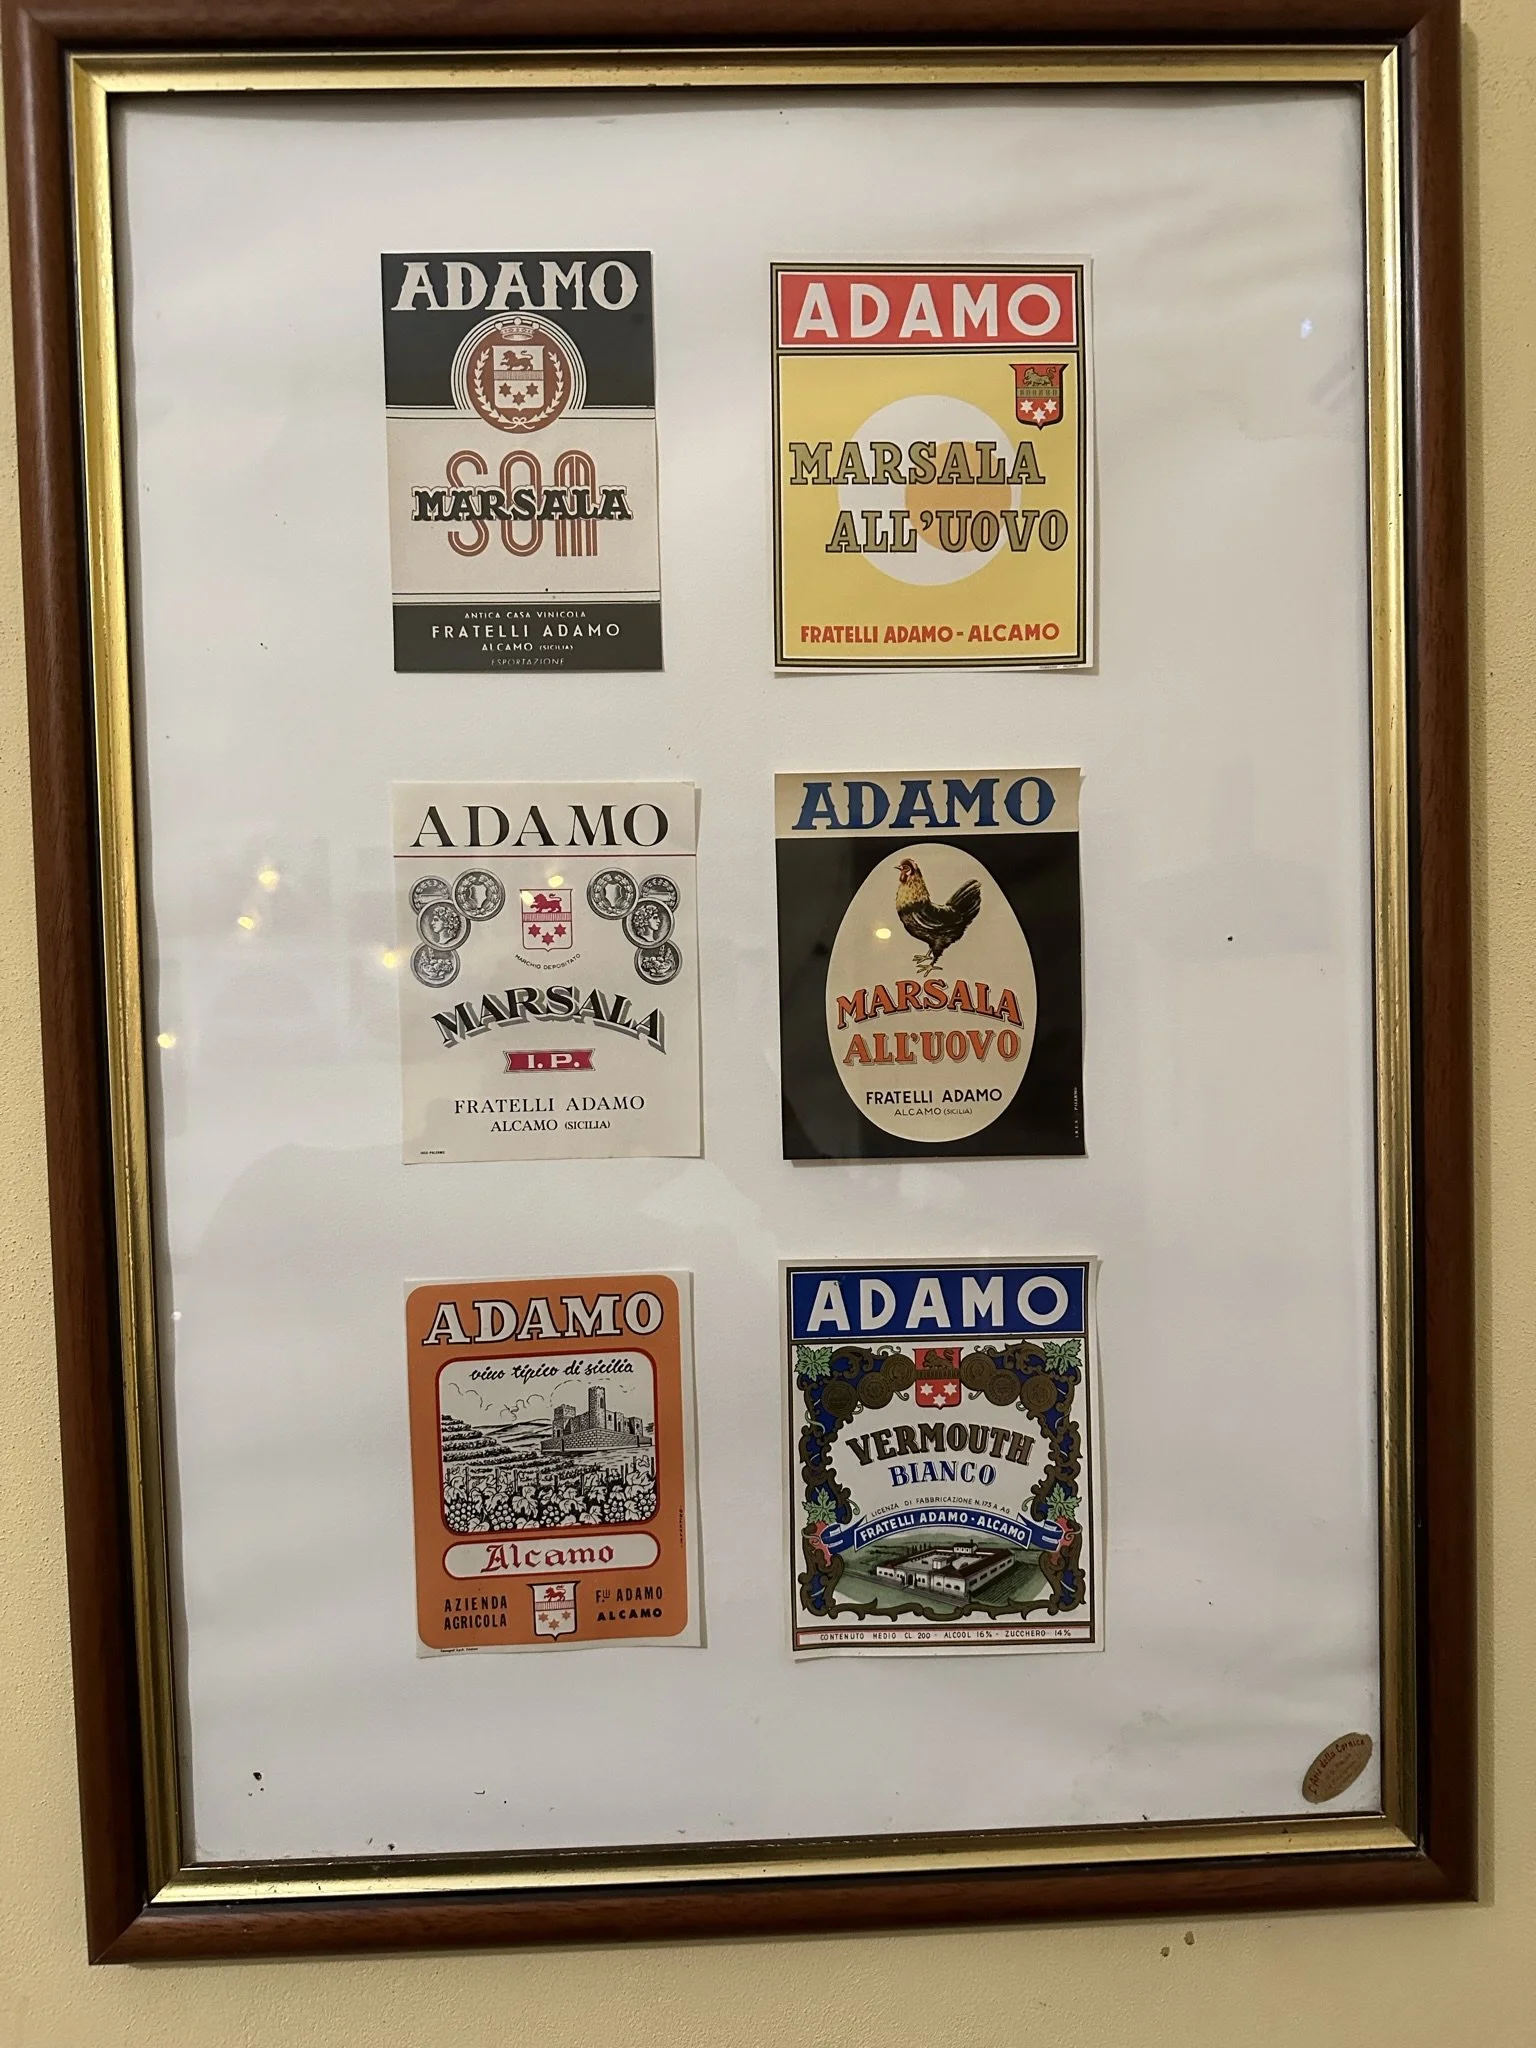 ADAMO
SOM
MARSALA
ANTICA CASA VINICOLA
FRATELLI ADAMO
ALCAMO (SICILIA)
ESPORTAZIONE
ADAMO
MARSALA
ALL'UOVO
FRATELLI ADAMO - ALCAMO
ADAMO
MARCHIO DEPOSITATO
MARSALA
I. P.
FRATELLI ADAMO
ALCAMO (SICILIA)
ADAMO
MARSALA
ALL'UOVO
FRATELLI ADAMO
ALCAMO (SICILIA)
ADAMO
vino tipico di sicilia
Alcamo
AZIENDA
AGRICOLA
F.LLI ADAMO
ALCAMO
ADAMO
VERMOUTH
BIANCO
LICENZA DI FABBRICAZIONE N. 173 A AG
FRATELLI ADAMO - ALCAMO
CONTENUTO MEDIO CL. 200 - ALCOOL 16% - ZUCCHERO 14%
L'Arte della Cornice